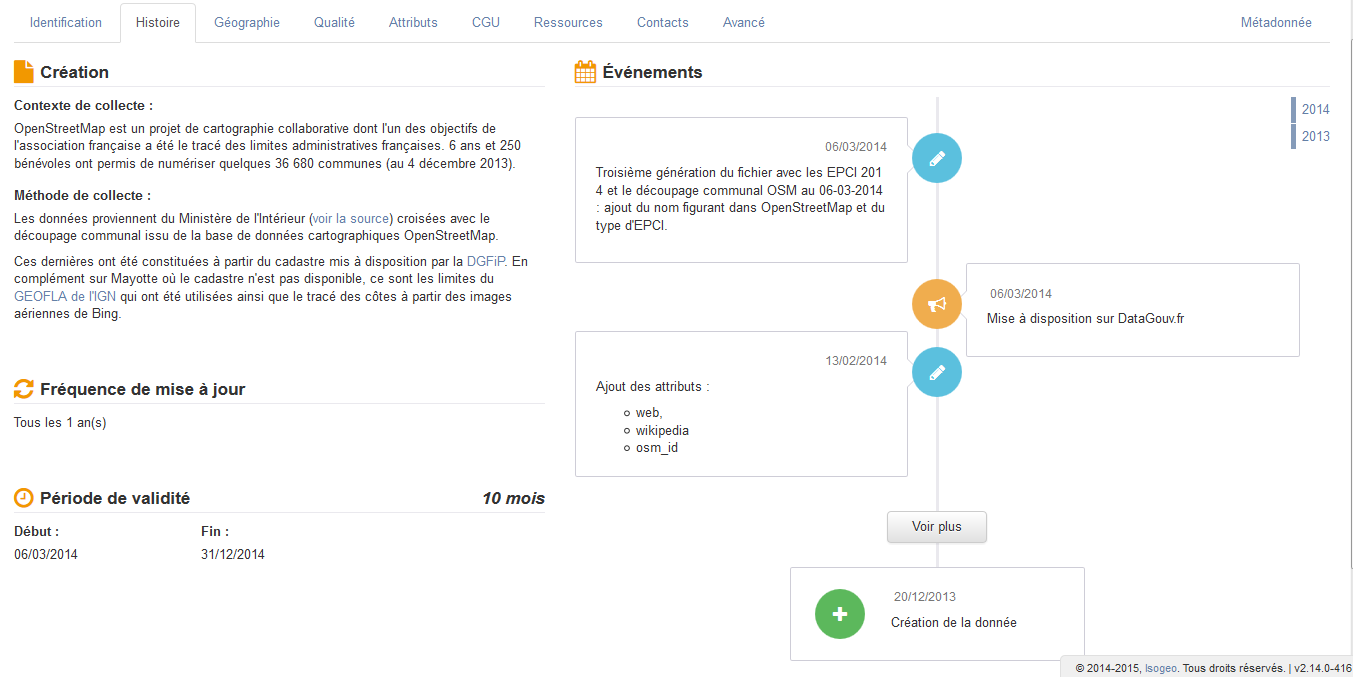 Identification
Histoire
Géographie
Qualité
Attributs
CGU
Ressources
Contacts
Avancé
Métadonnée
Création
Contexte de collecte :
OpenStreetMap est un projet de cartographie collaborative dont l'un des objectifs de
l'association française a été le tracé des limites administratives françaises. 6 ans et 250
bénévoles ont permis de numériser quelques 36 680 communes (au 4 décembre 2013).
Méthode de collecte :
Les données proviennent du Ministère de l'Intérieur (voir la source) croisées avec le
découpage communal issu de la base de données cartographiques OpenStreetMap.
Ces dernières ont été constituées à partir du cadastre mis à disposition par la DGFiP. En
complément sur Mayotte où le cadastre n'est pas disponible, ce sont les limites du
GEOFLA de l'IGN qui ont été utilisées ainsi que le tracé des côtes à partir des images
aériennes de Bing.
Fréquence de mise à jour
Tous les 1 an(s)
Période de validité
10 mois
Début :
Fin :
06/03/2014
31/12/2014
Événements
2014
2013
06/03/2014
Troisième génération du fichier avec les EPCI 201
4 et le découpage communal OSM au 06-03-2014
: ajout du nom figurant dans OpenStreetMap et du
type d'EPCI.
06/03/2014
Mise à disposition sur DataGouv.fr
13/02/2014
Ajout des attributs :
web,
wikipedia
osm_id
Voir plus
20/12/2013
Création de la donnée
© 2014-2015, Isogeo. Tous droits réservés. | v2.14.0-416